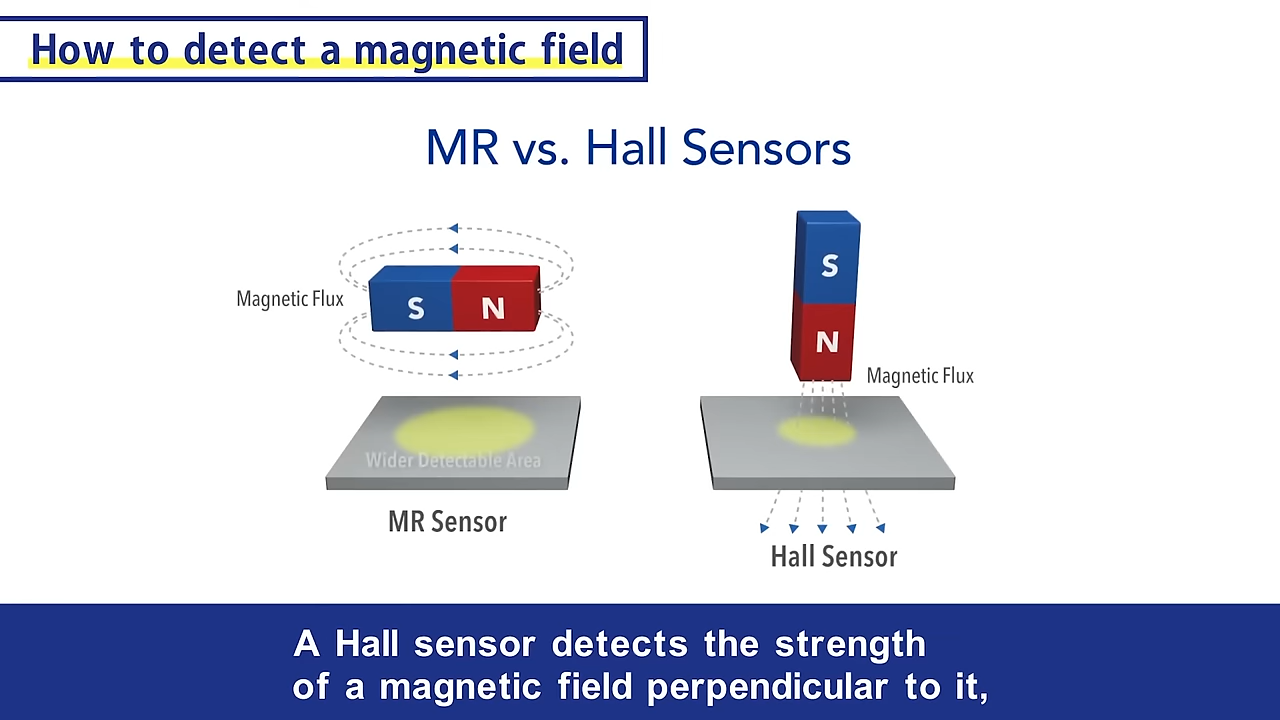 How to detect a magnetic field
MR vs. Hall Sensors
Magnetic Flux
S N
Wider Detectable Area
MR Sensor
S
N
Magnetic Flux
Hall Sensor
A Hall sensor detects the strength
of a magnetic field perpendicular to it,